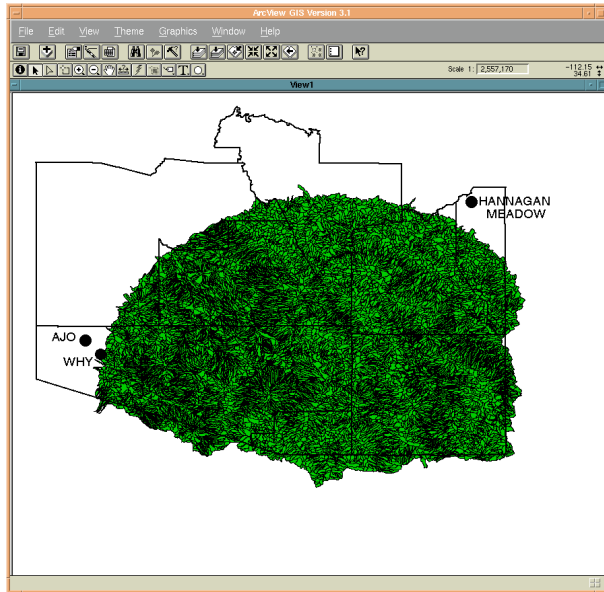 ArcView GIS Version 3.1
File Edit View Theme Graphics Window Help
Scale 1: 2,557,170
-112.15
34.61
View1
HANNAGAN
MEADOW
AJO
WHY